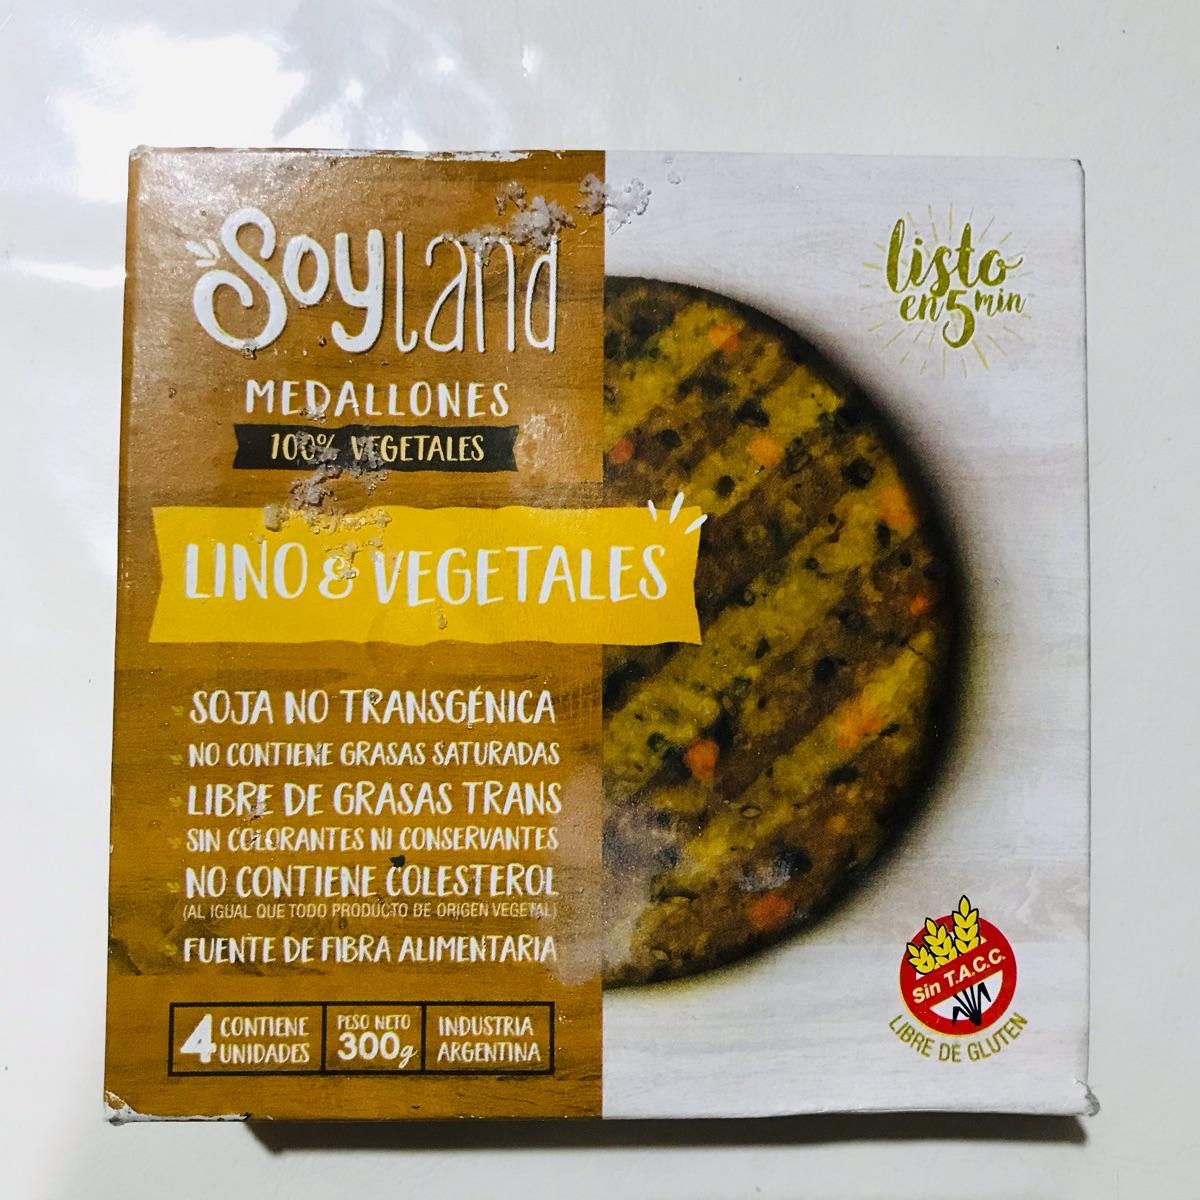 Soyland
MEDALLONES
100% VEGETALES
LINO & VEGETALES
SOJA NO TRANSGÉNICA
NO CONTIENE GRASAS SATURADAS
LIBRE DE GRASAS TRANS
SIN COLORANTES NI CONSERVANTES
NO CONTIENE COLESTEROL
(AL IGUAL QUE TODO PRODUCTO DE ORIGEN VEGETAL)
FUENTE DE FIBRA ALIMENTARIA
4 CONTIENE
UNIDADES
PESO NETO
300g
INDUSTRIA
ARGENTINA
listo
en 5 min
Sin T.A.C.C.
LIBRE DE GLUTEN